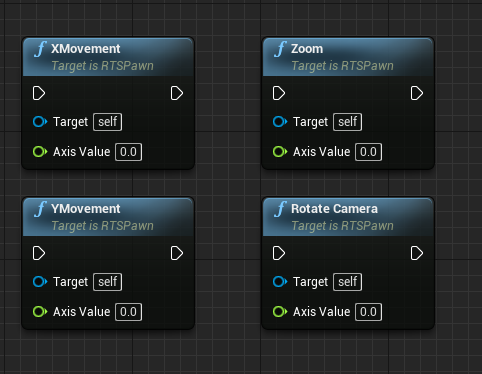 XMovement
Target is RTSPawn
Target self
Axis Value 0.0
Zoom
Target is RTSPawn
Target self
Axis Value 0.0
YMovement
Target is RTSPawn
Target self
Axis Value 0.0
Rotate Camera
Target is RTSPawn
Target self
Axis Value 0.0